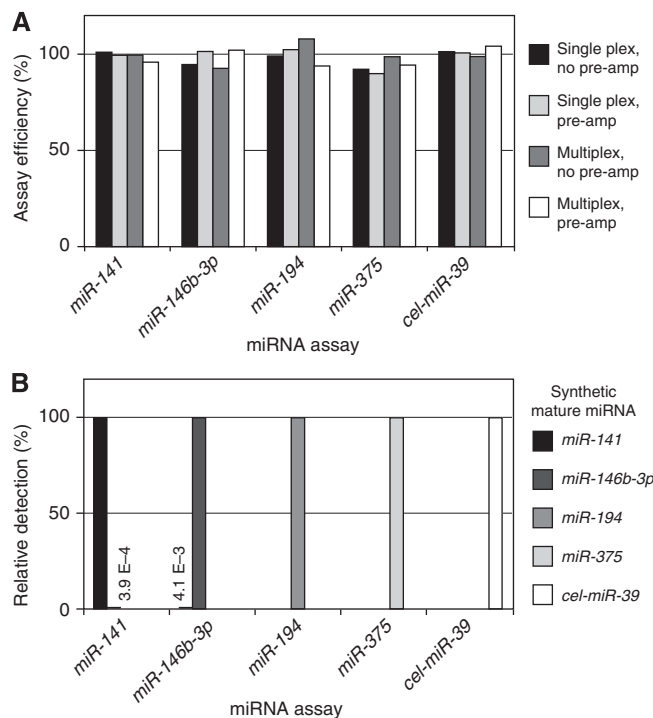 A
Assay efficiency (%)
100
50
0
miR-141
miR-146b-3p
miR-194
miR-375
cel-miR-39
miRNA assay
Single plex,
no pre-amp
Single plex,
pre-amp
Multiplex,
no pre-amp
Multiplex,
pre-amp
B
Relative detection (%)
100
50
0
3.9 E–4
4.1 E–3
miR-141
miR-146b-3p
miR-194
miR-375
cel-miR-39
miRNA assay
Synthetic
mature miRNA
miR-141
miR-146b-3p
miR-194
miR-375
cel-miR-39